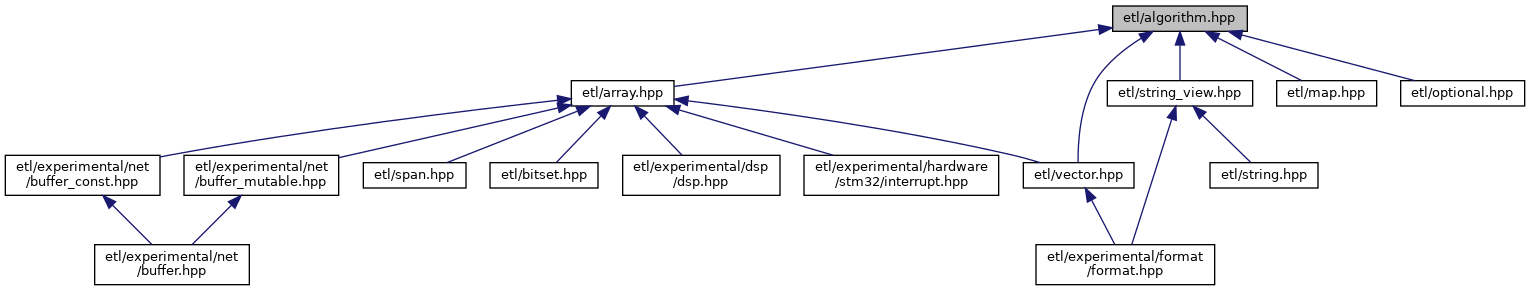 etl/algorithm.hpp
etl/array.hpp
etl/string_view.hpp
etl/map.hpp
etl/optional.hpp
etl/experimental/net
/buffer_const.hpp
etl/experimental/net
/buffer_mutable.hpp
etl/span.hpp
etl/bitset.hpp
etl/experimental/dsp
/dsp.hpp
etl/experimental/hardware
/stm32/interrupt.hpp
etl/vector.hpp
etl/string.hpp
etl/experimental/net
/buffer.hpp
etl/experimental/format
/format.hpp